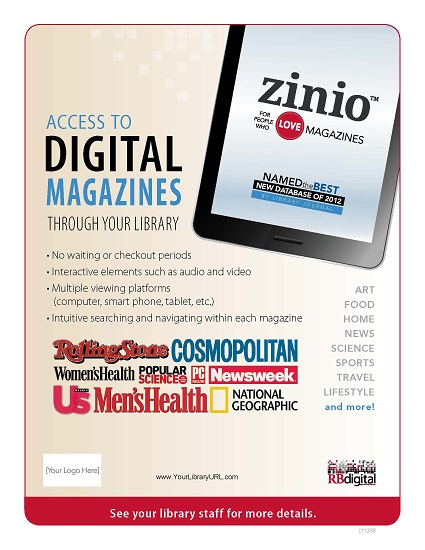 zinio™
FOR PEOPLE WHO LOVE MAGAZINES
NAMED the BEST
NEW DATABASE OF 2012
BY LIBRARY JOURNAL
ACCESS TO
DIGITAL
MAGAZINES
THROUGH YOUR LIBRARY
• No waiting or checkout periods
• Interactive elements such as audio and video
• Multiple viewing platforms
(computer, smart phone, tablet, etc.)
• Intuitive searching and navigating within each magazine
ART
FOOD
HOME
NEWS
SCIENCE
SPORTS
TRAVEL
LIFESTYLE
and more!
RollingStone COSMOPOLITAN
Women'sHealth POPULAR SCIENCE PC Newsweek
Us WEEKLY Men'sHealth NATIONAL GEOGRAPHIC
[Your Logo Here]
www.YourLibraryURL.com
RBdigital
See your library staff for more details.